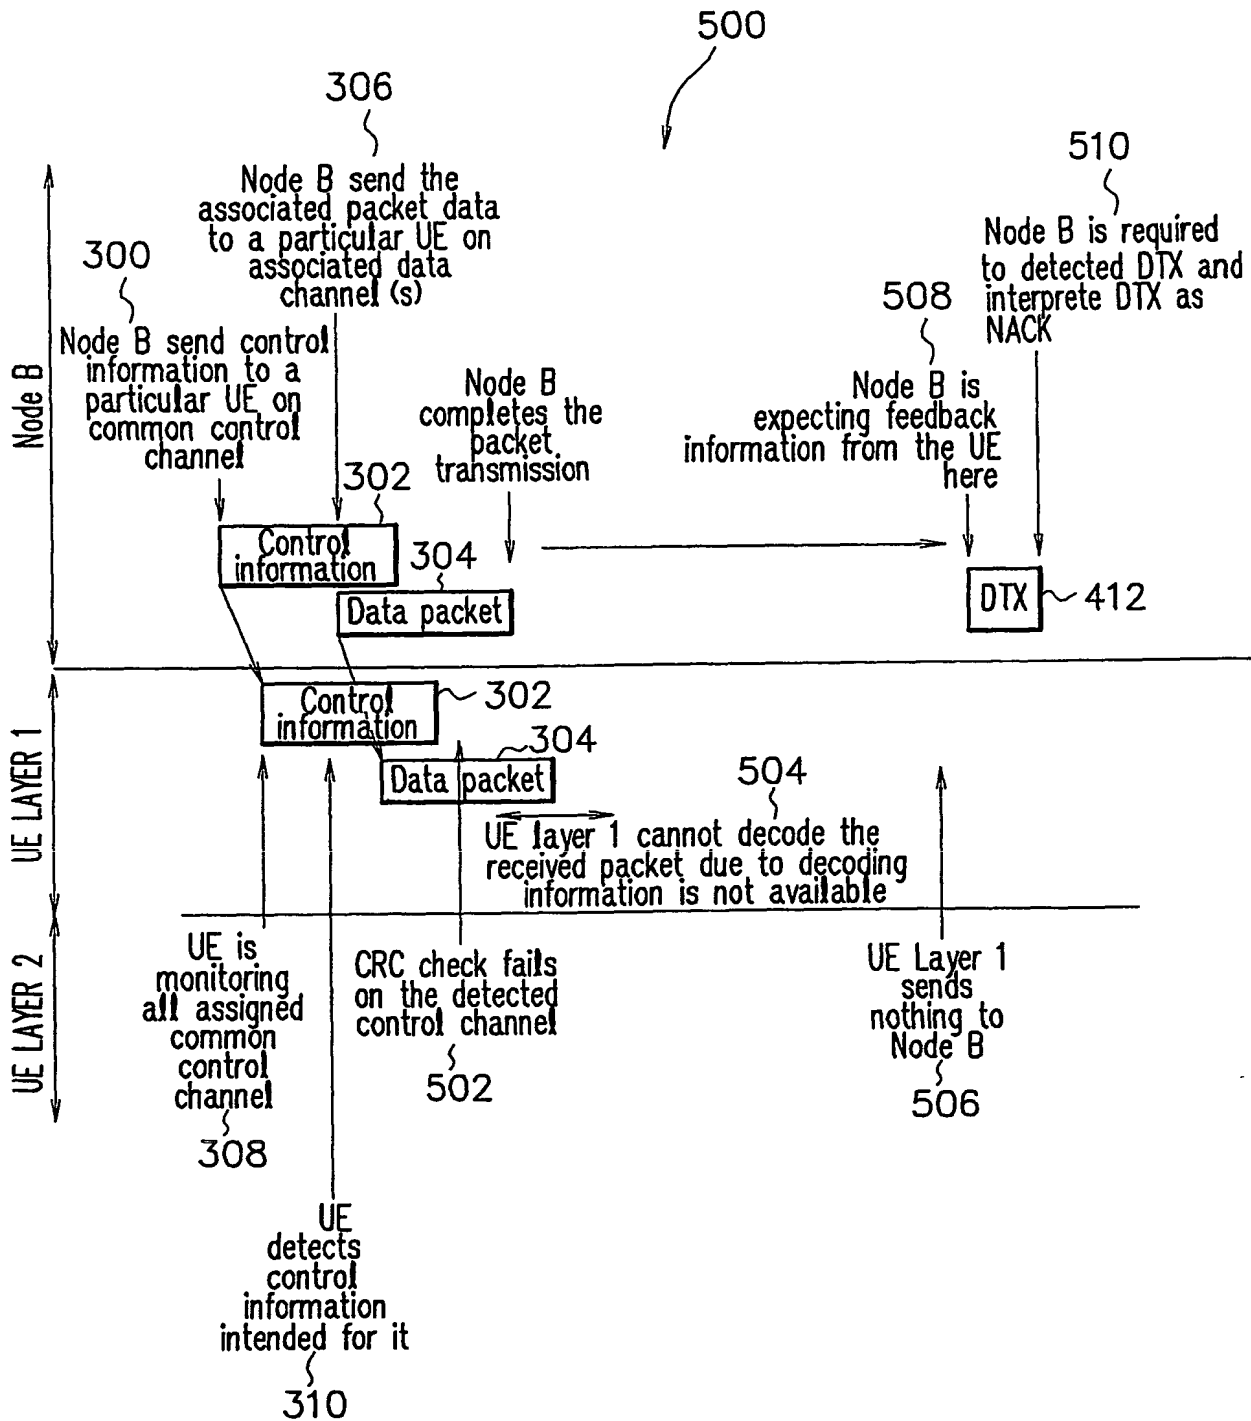 500
306
Node B send the
associated packet data
to a particular UE on
associated data
channel(s)
510
Node B is required
to detected DTX and
interprete DTX as
NACK
300
Node B send control
information to a
particular UE on
common control
channel
508
Node B is
expecting feedback
information from the UE
here
Node B
completes the
packet
transmission
Node B
302
Control
information
304
Data packet
DTX
412
UE LAYER 1
Control
information
302
304
Data packet
504
UE layer 1 cannot decode the
received packet due to decoding
information is not available
UE LAYER 2
UE is
monitoring
all assigned
common
control
channel
308
CRC check fails
on the detected
control channel
502
UE Layer 1
sends
nothing to
Node B
506
UE
detects
control
information
intended for it
310